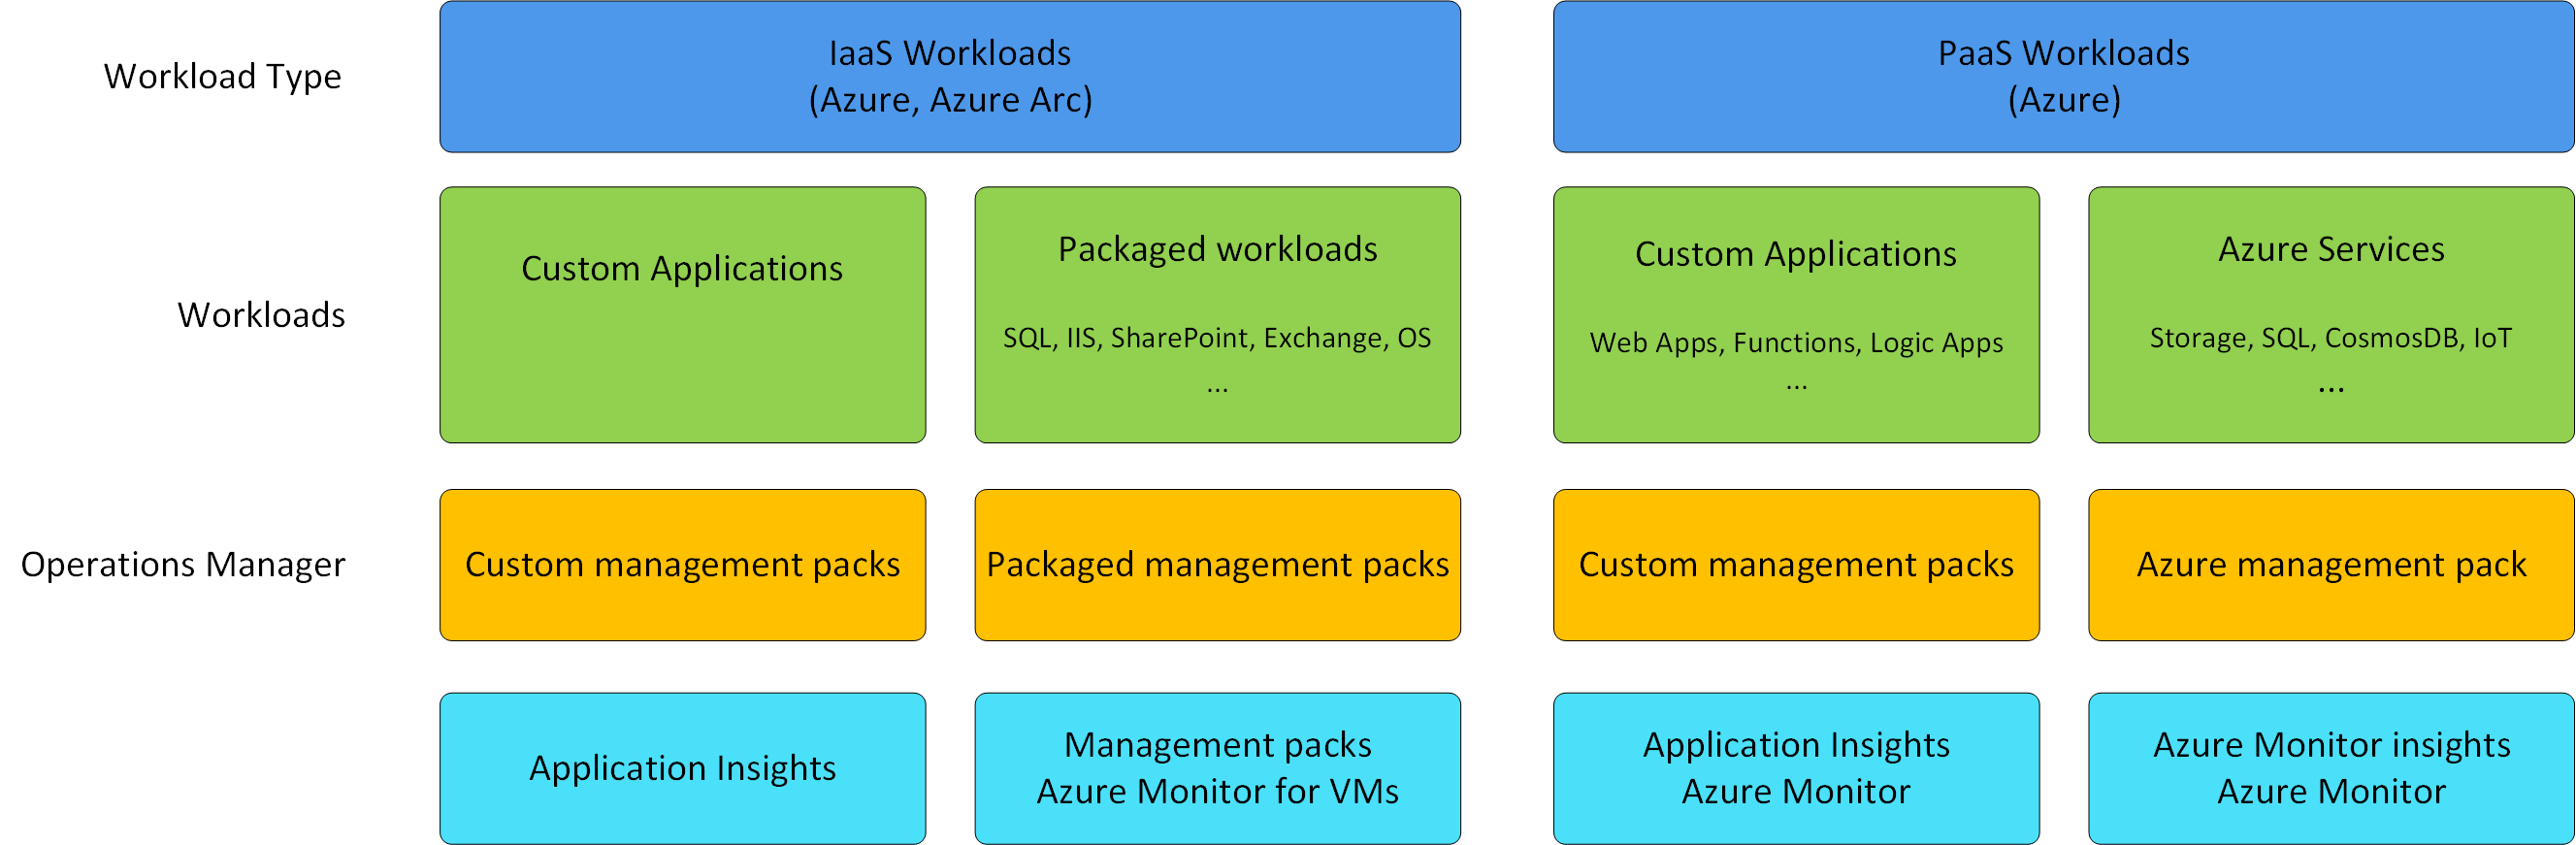 Workload Type
IaaS Workloads
(Azure, Azure Arc)
PaaS Workloads
(Azure)
Workloads
Custom Applications
Packaged workloads
SQL, IIS, SharePoint, Exchange, OS
...
Custom Applications
Web Apps, Functions, Logic Apps
...
Azure Services
Storage, SQL, CosmosDB, IoT
...
Operations Manager
Custom management packs
Packaged management packs
Custom management packs
Azure management pack
Application Insights
Management packs
Azure Monitor for VMs
Application Insights
Azure Monitor
Azure Monitor insights
Azure Monitor